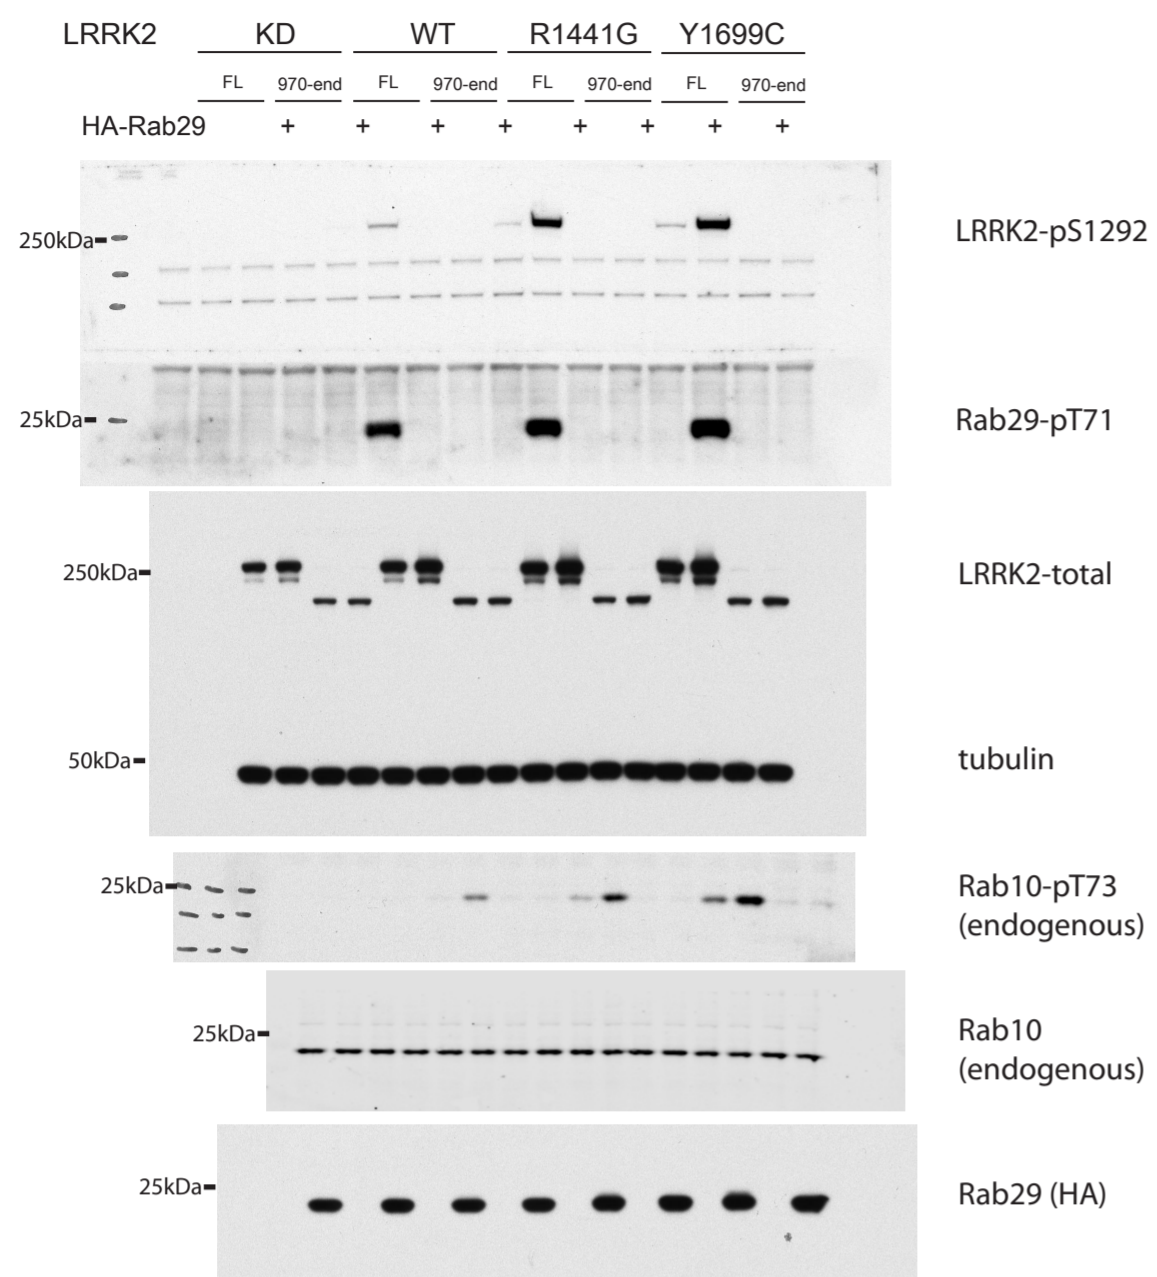 LRRK2 KD WT R1441G Y1699C
FL 970-end FL 970-end FL 970-end FL 970-end
HA-Rab29 + + + + + + + +
250kDa LRRK2-pS1292
25kDa Rab29-pT71
250kDa LRRK2-total
50kDa tubulin
25kDa Rab10-pT73
(endogenous)
25kDa Rab10
(endogenous)
25kDa Rab29 (HA)